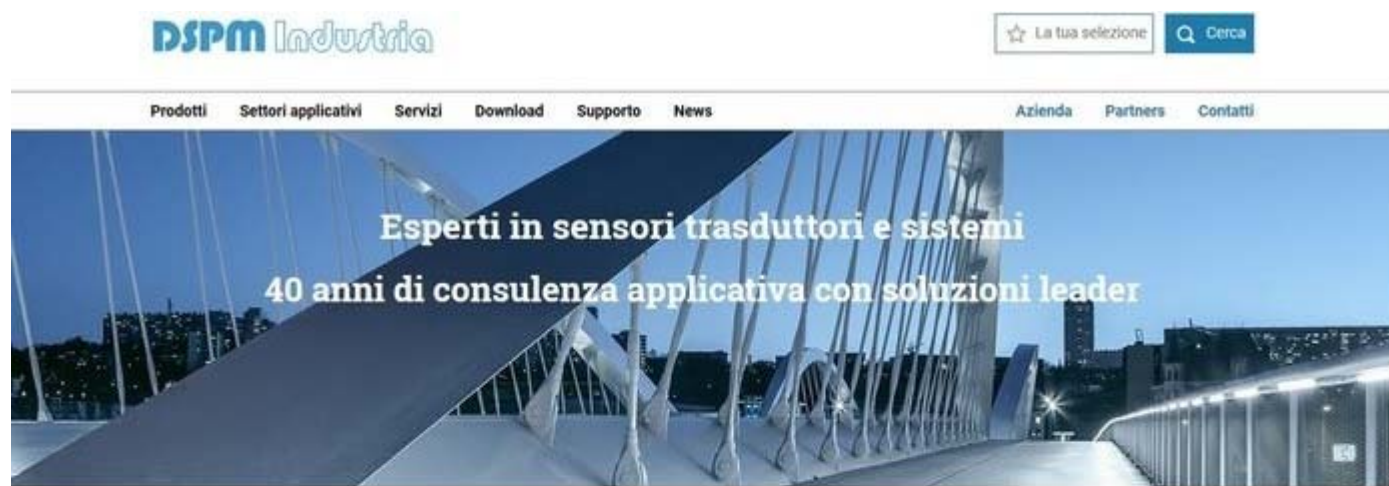 DSPM Industria
La tua selezione
Cerca
Prodotti Settori applicativi Servizi Download Supporto News Azienda Partners Contatti
Esperti in sensori trasduttori e sistemi
40 anni di consulenza applicativa con soluzioni leader